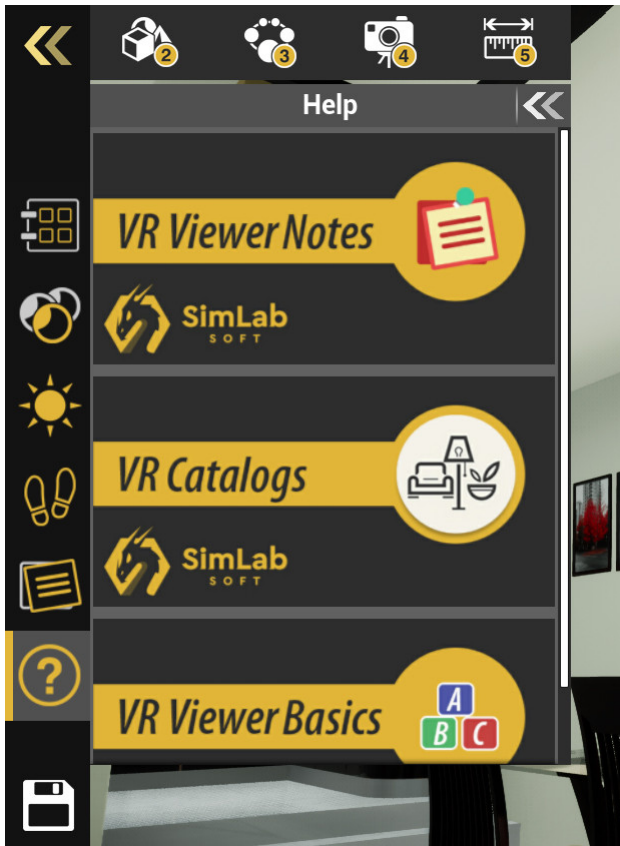 2
3
4
5
Help
VR Viewer Notes
SimLab
SOFT
VR Catalogs
SimLab
SOFT
?
VR Viewer Basics
A
B C